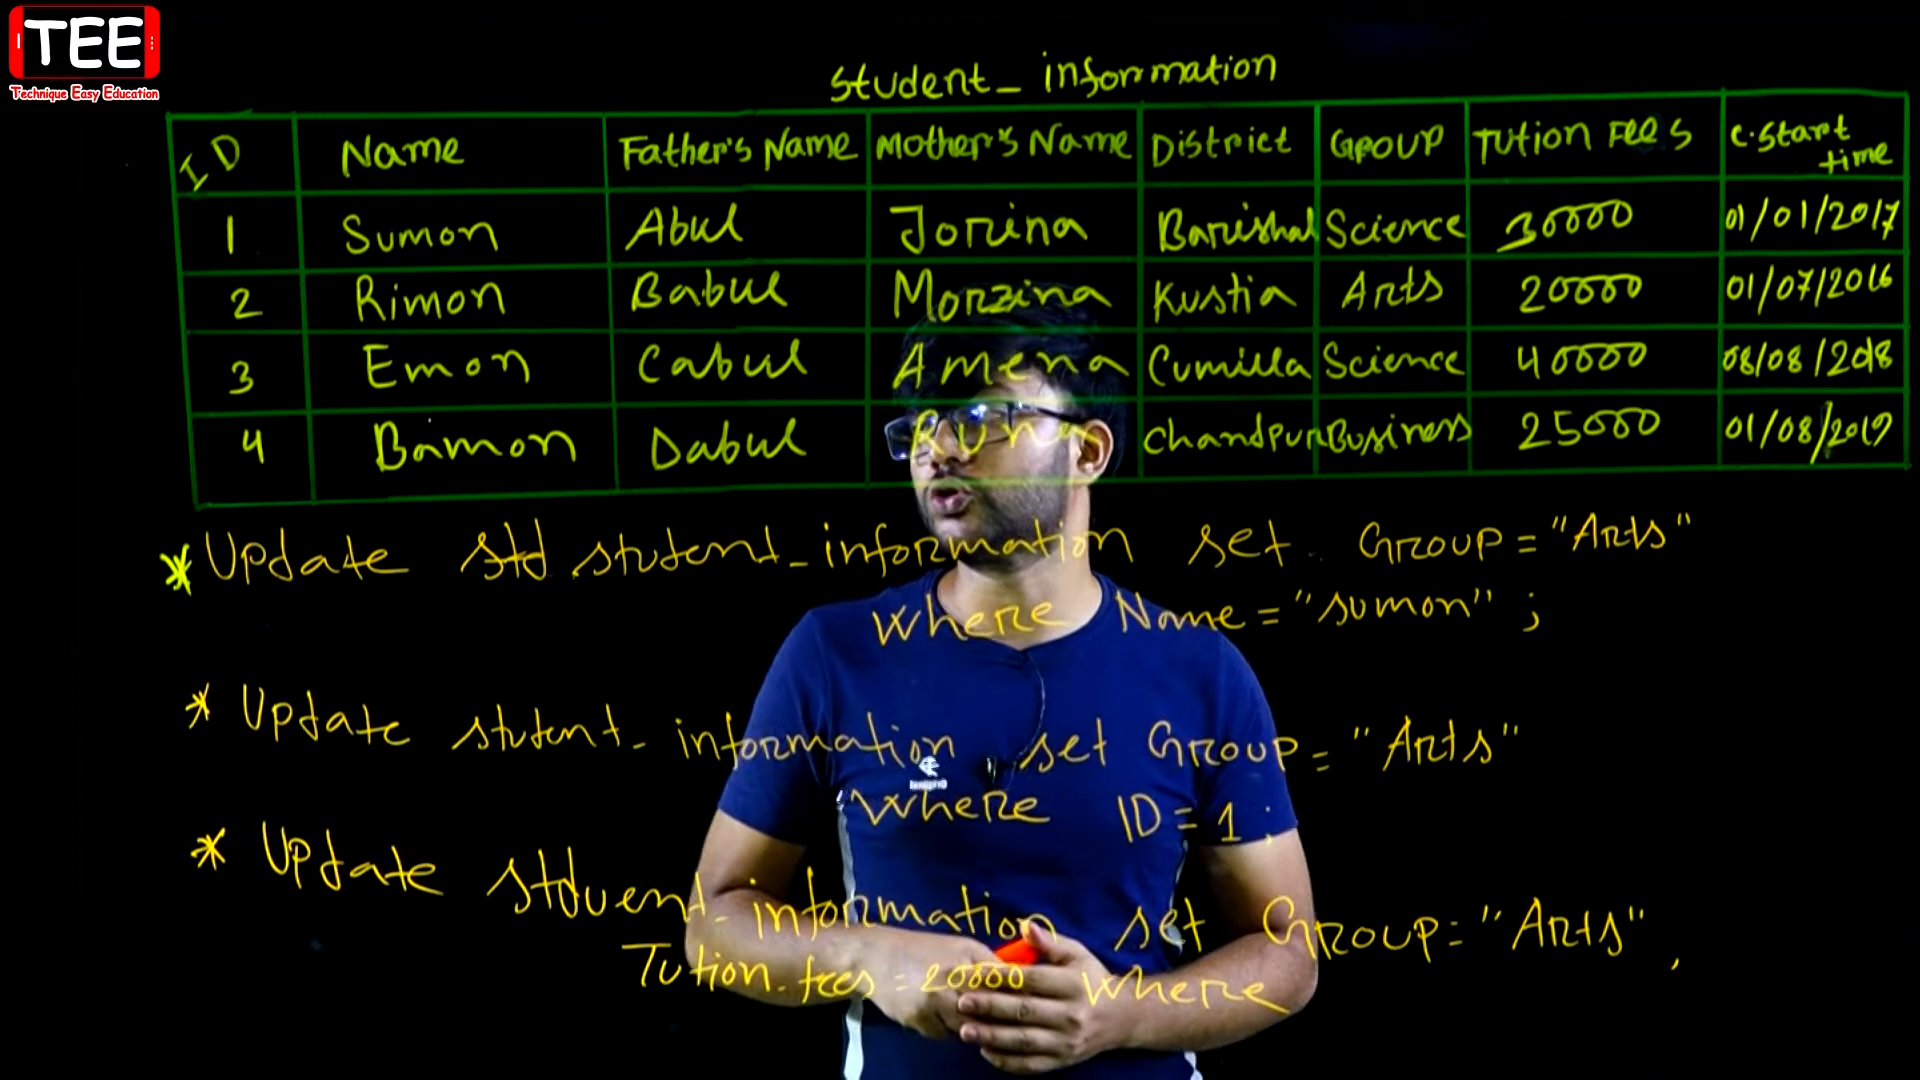 TEE
Technique Easy Education
Student_information
ID Name Father's Name Mother's Name District GROUP TUTION FEES C.Start time
1 Sumon Abul Jorina Barishal Science 30000 01/01/2017
2 Rimon Babul Morzina Kustia Arts 20000 01/07/2016
3 Emon Cabul Amena Cumilla Science 40000 08/08/2018
4 Bamon Dabul Runa Chandpur Business 25000 01/08/2019
* Update std student_information set Group="Arts"
where Name="sumon" ;
* Update student_information set Group="Arts"
where ID=1 ;
* Update stduent_information set Group="Arts",
Tution_fees=20000 where